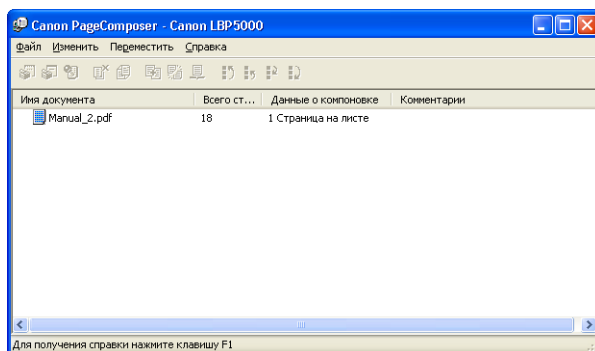 Canon PageComposer - Canon LBP5000
Файл Изменить Переместить Справка
Имя документа Всего ст... Данные о компоновке Комментарии
Manual_2.pdf 18 1 Страница на листе
Для получения справки нажмите клавишу F1